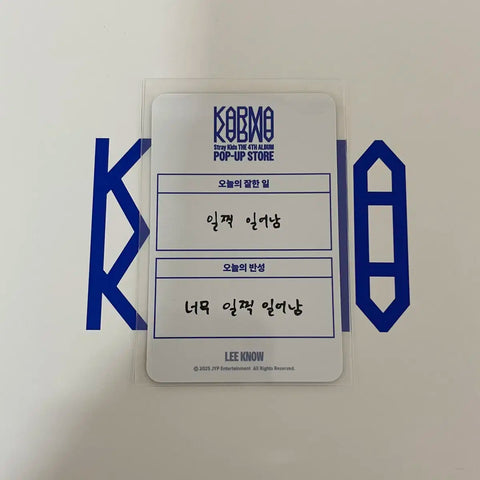 KARMA
Stray Kids THE 4TH ALBUM
POP-UP STORE
오늘의 잘한 일
일찍 일어남
오늘의 반성
너무 일찍 일어남
LEE KNOW
© 2025 JYP Entertainment. All Rights Reserved.